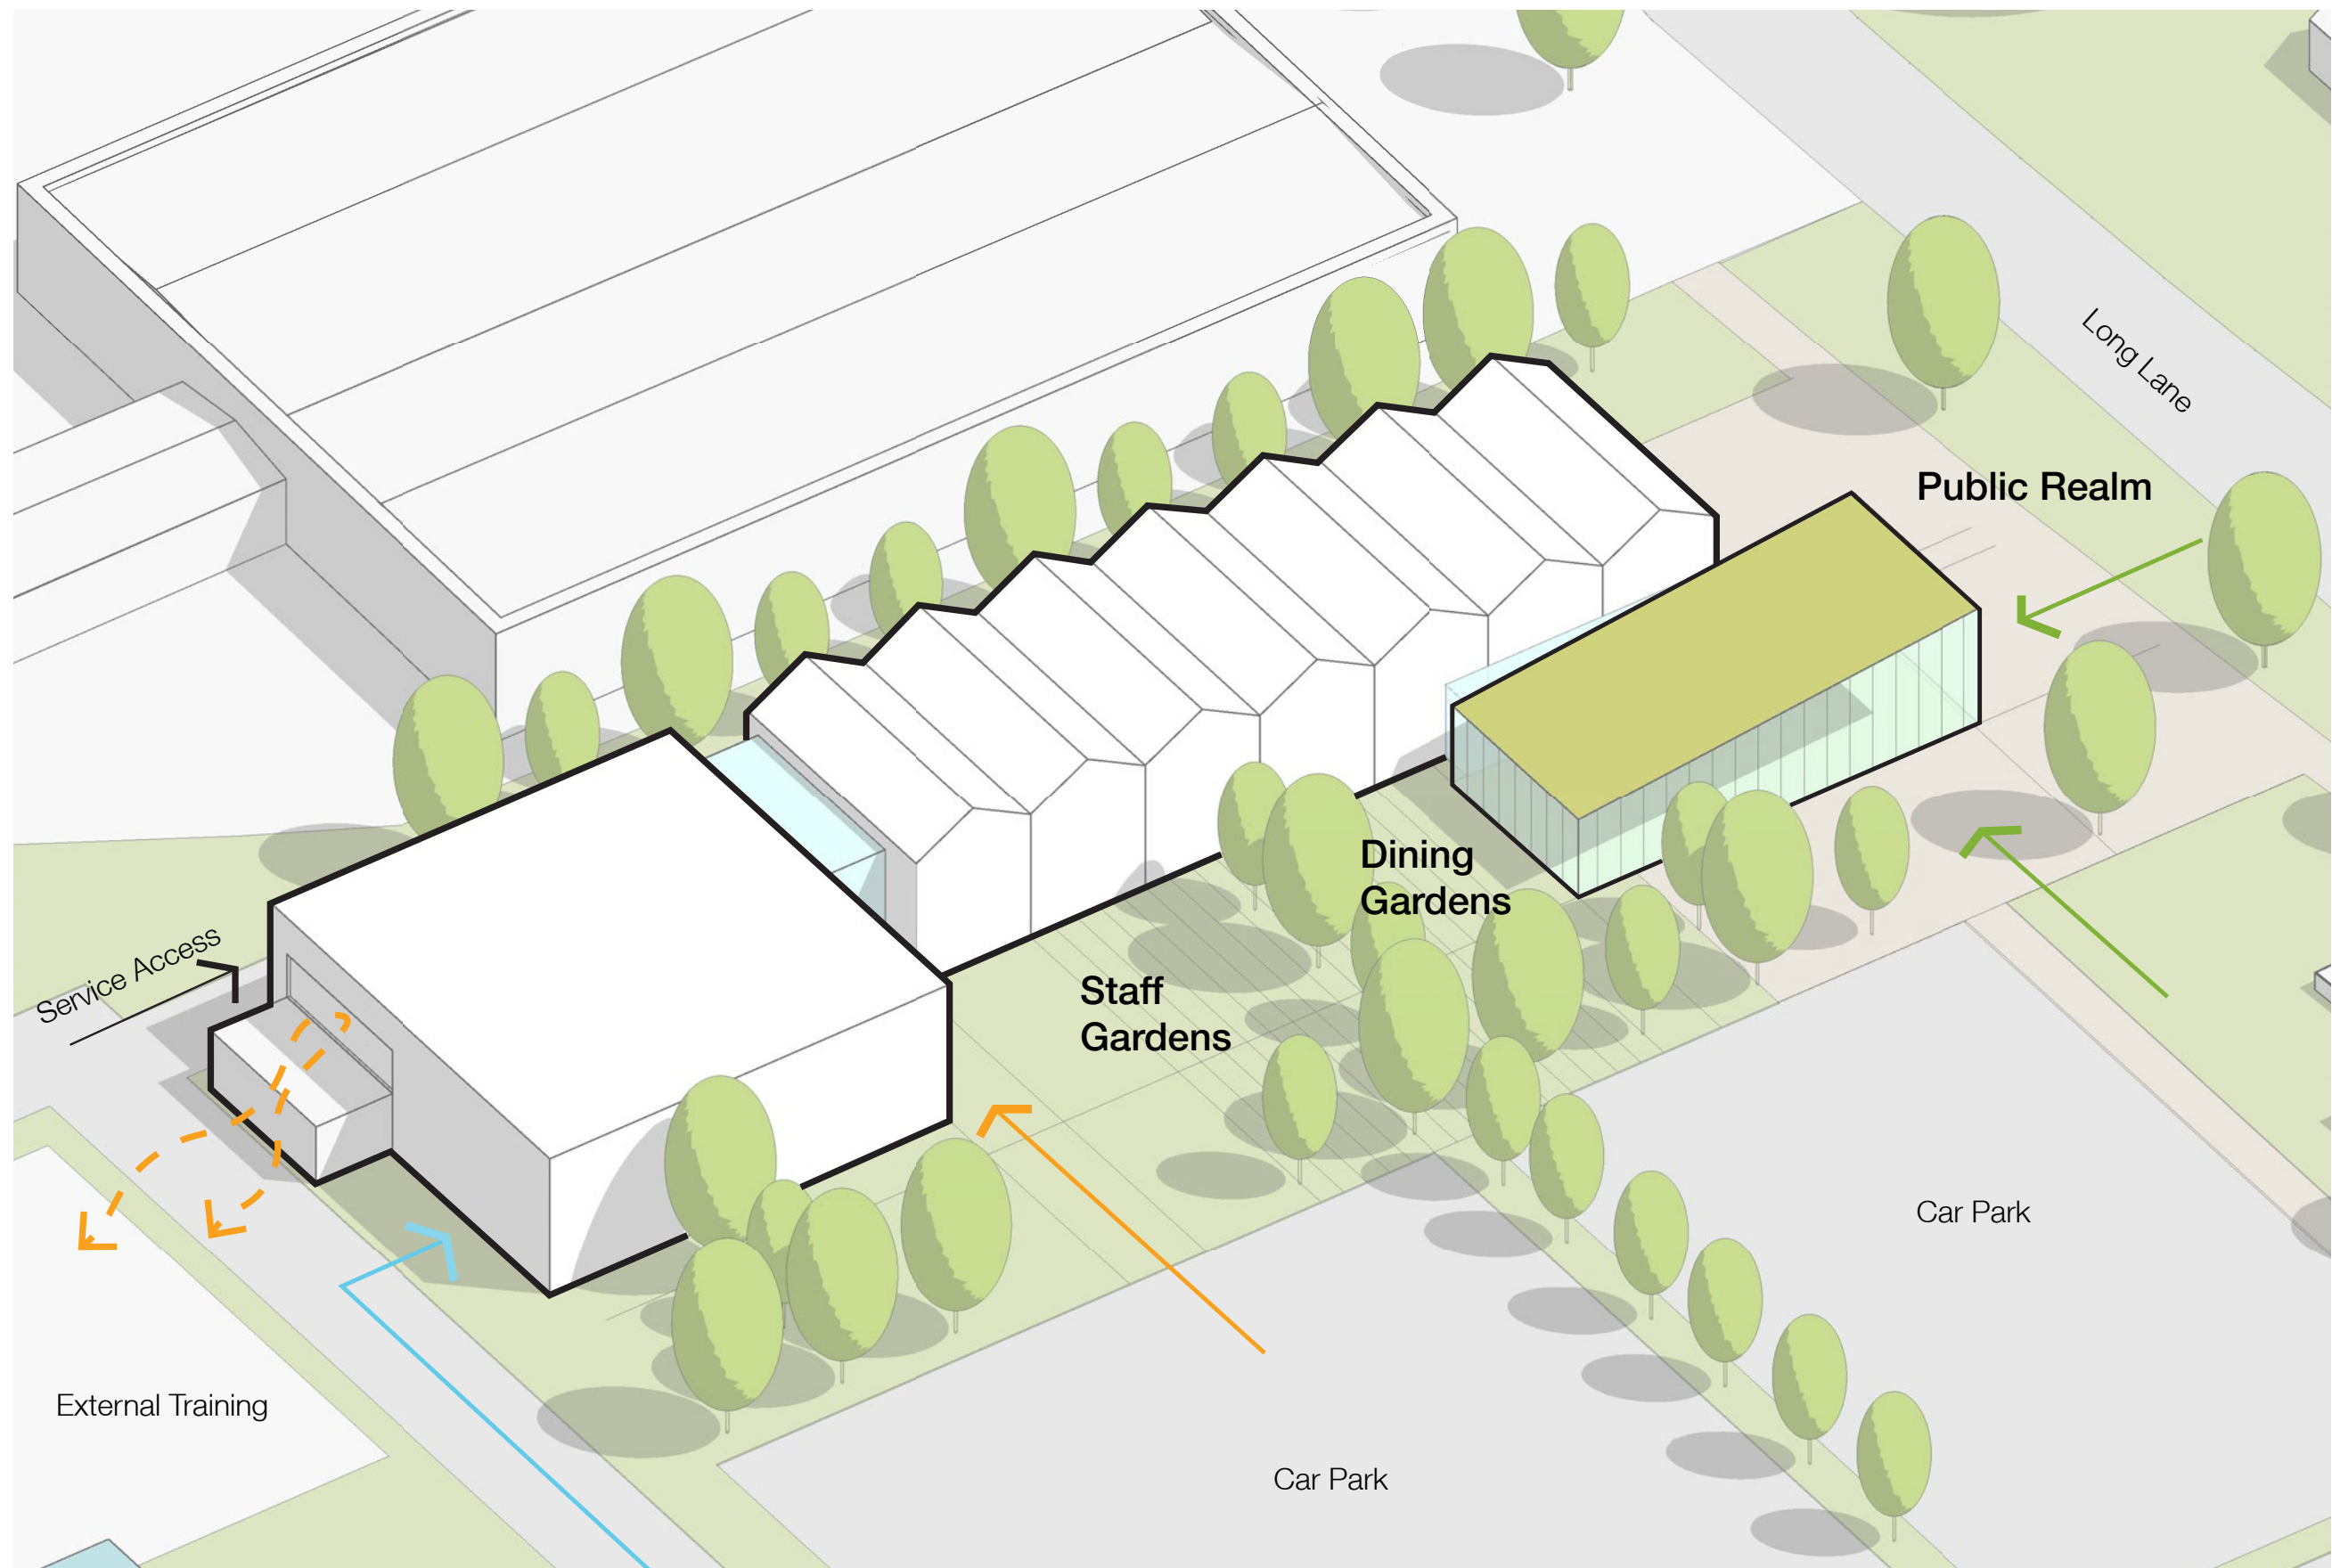 Long Lane
Public Realm
Dining
Gardens
Service Access
Staff
Gardens
Car Park
External Training
Car Park